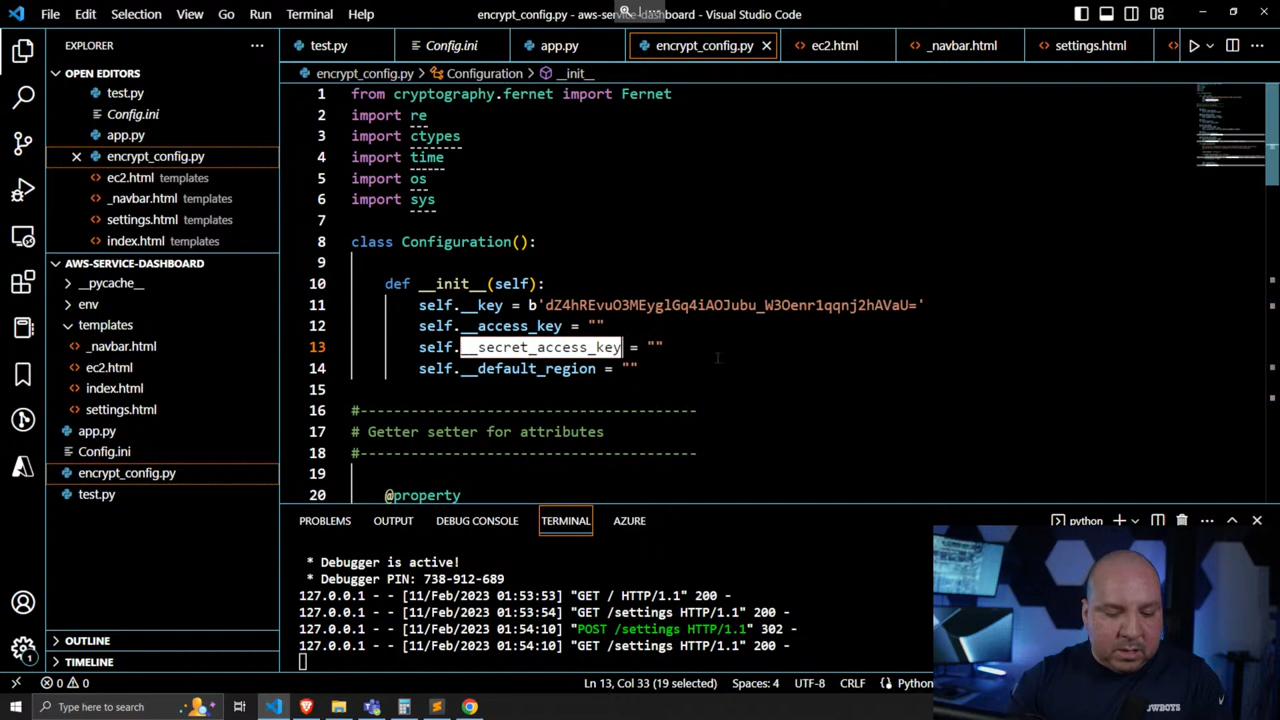 File Edit Selection View Go Run Terminal Help
encrypt_config.py - aws-service-dashboard - Visual Studio Code
EXPLORER
OPEN EDITORS
test.py
Config.ini
app.py
encrypt_config.py
ec2.html templates
_navbar.html templates
settings.html templates
index.html templates
AWS-SERVICE-DASHBOARD
__pycache__
env
templates
_navbar.html
ec2.html
index.html
settings.html
app.py
Config.ini
encrypt_config.py
test.py
OUTLINE
TIMELINE
test.py Config.ini app.py encrypt_config.py ec2.html _navbar.html settings.html
encrypt_config.py > Configuration > __init__
1 from cryptography.fernet import Fernet
2 import re
3 import ctypes
4 import time
5 import os
6 import sys
7
8 class Configuration():
9
10 def __init__(self):
11 self.__key = b'dZ4hREvuO3MEyglGq4iAOJubu_W3Oenr1qqnj2hAVaU='
12 self.__access_key = ""
13 self.__secret_access_key = ""
14 self.__default_region = ""
15
16 #----------------------------------------
17 # Getter setter for attributes
18 #----------------------------------------
19
20 @property
PROBLEMS OUTPUT DEBUG CONSOLE TERMINAL AZURE
python
* Debugger is active!
* Debugger PIN: 738-912-689
127.0.0.1 - - [11/Feb/2023 01:53:53] "GET / HTTP/1.1" 200 -
127.0.0.1 - - [11/Feb/2023 01:53:54] "GET /settings HTTP/1.1" 200 -
127.0.0.1 - - [11/Feb/2023 01:54:10] "POST /settings HTTP/1.1" 302 -
127.0.0.1 - - [11/Feb/2023 01:54:10] "GET /settings HTTP/1.1" 200 -
1
0 0 Ln 13, Col 33 (19 selected) Spaces: 4 UTF-8 CRLF Python
Type here to search
JWBOYS